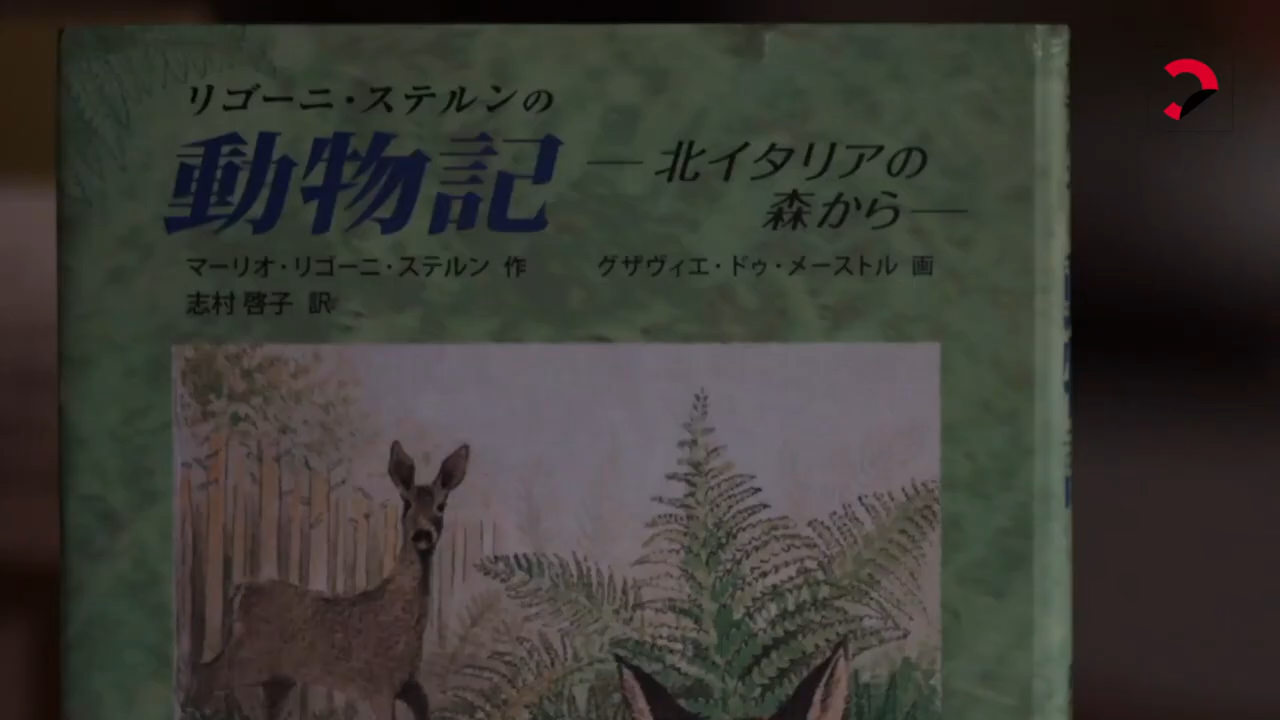 リゴーニ・ステルンの
動物記
―北イタリアの
森から―
マーリオ・リゴーニ・ステルン 作
グザヴィエ・ドゥ・メーストル 画
志村 啓子 訳